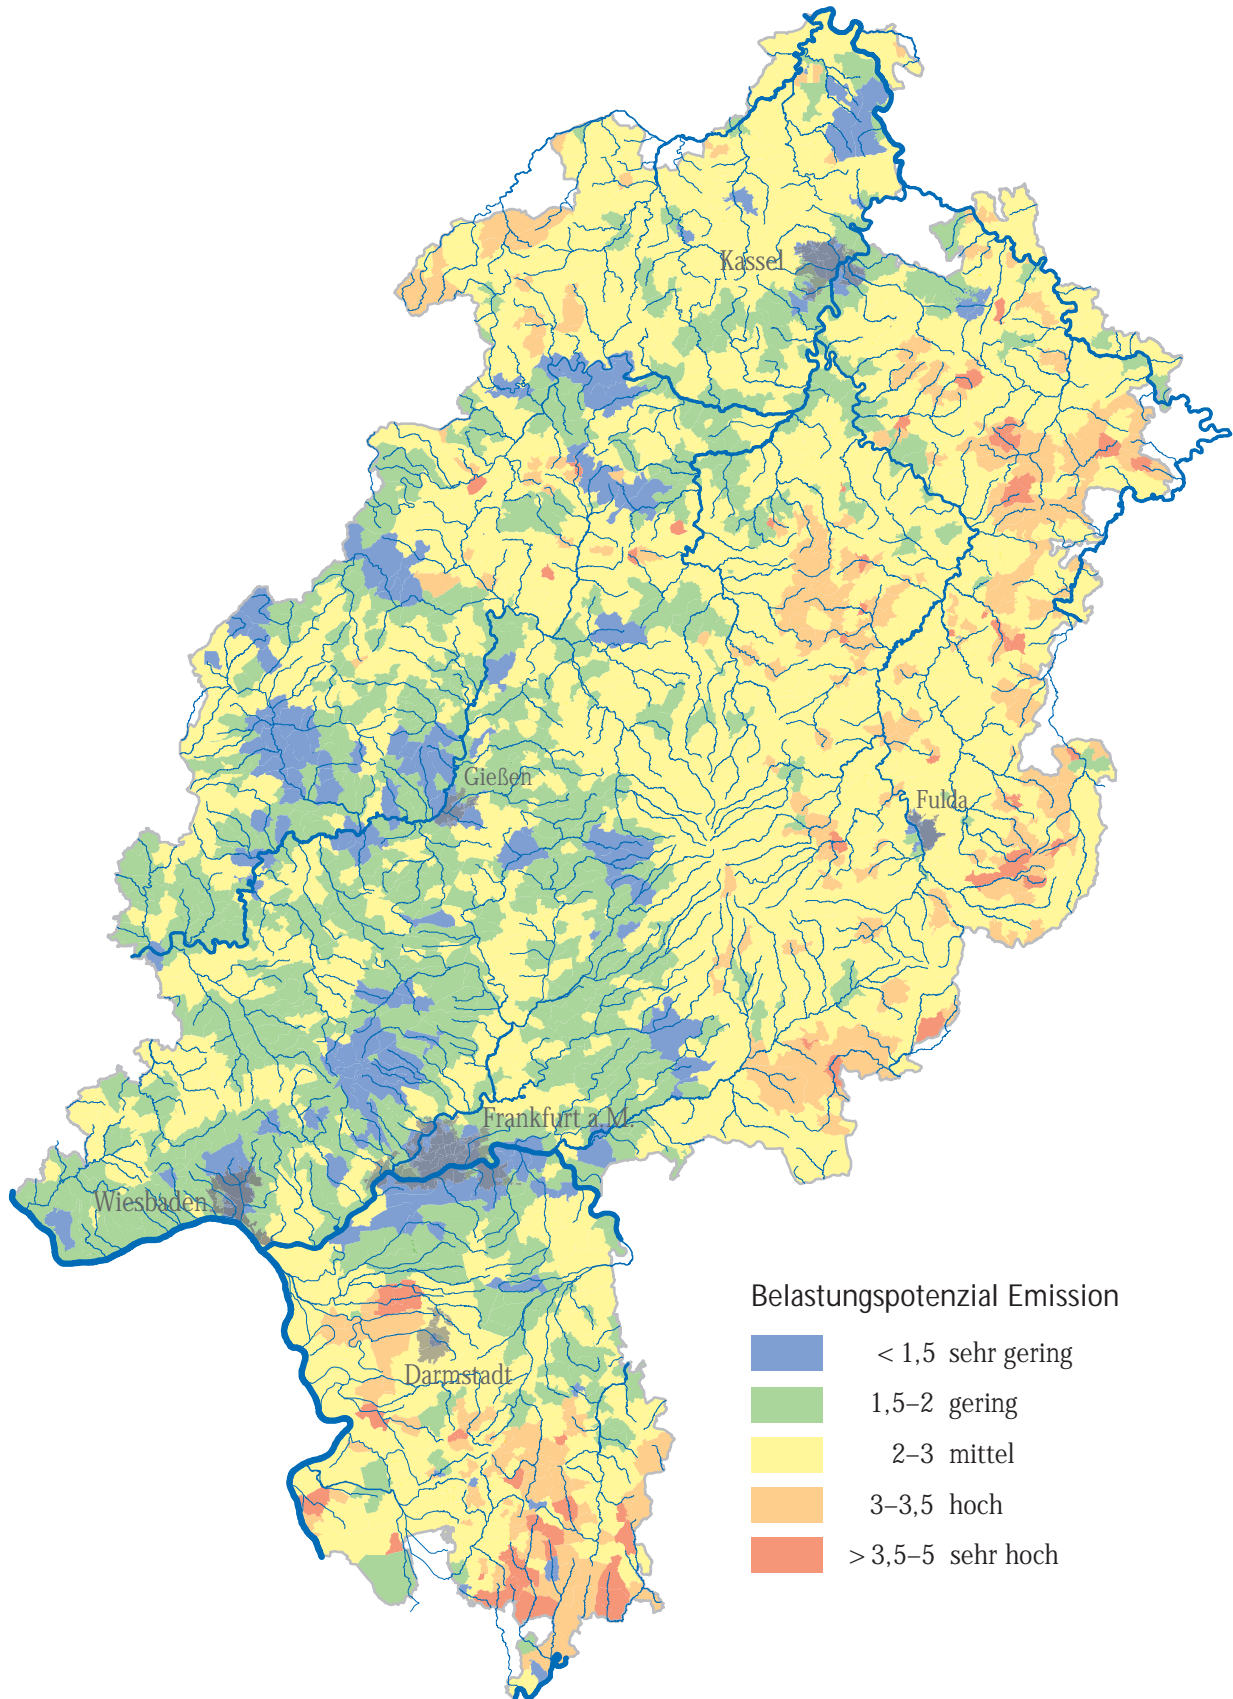 Kassel
Gießen
Fulda
Frankfurt a.M.
Wiesbaden
Darmstadt
Belastungspotenzial Emission
< 1,5 sehr gering
1,5–2 gering
2–3 mittel
3–3,5 hoch
> 3,5–5 sehr hoch